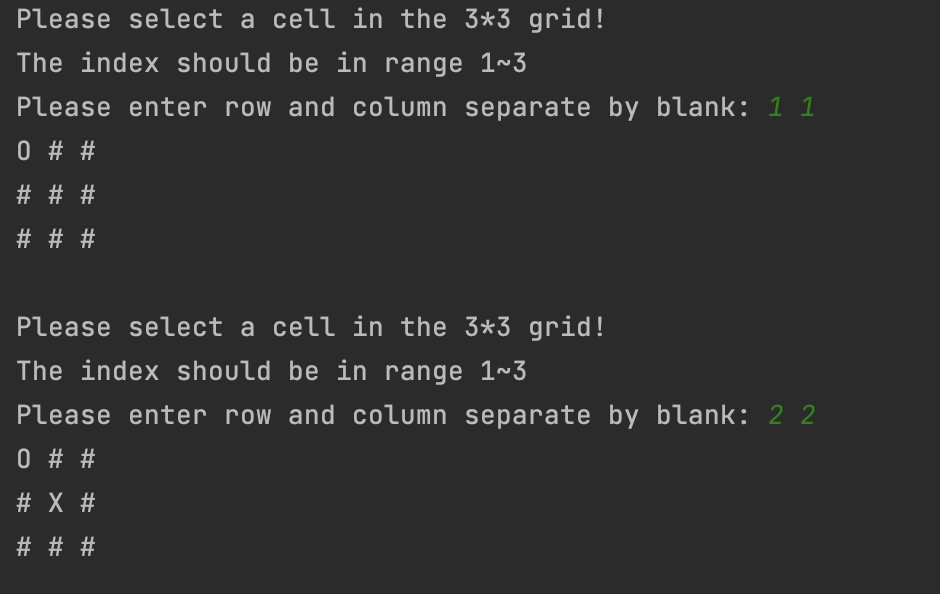 Please select a cell in the 3*3 grid!
The index should be in range 1~3
Please enter row and column separate by blank: 1 1
O # #
# # #
# # #
Please select a cell in the 3*3 grid!
The index should be in range 1~3
Please enter row and column separate by blank: 2 2
O # #
# X #
# # #